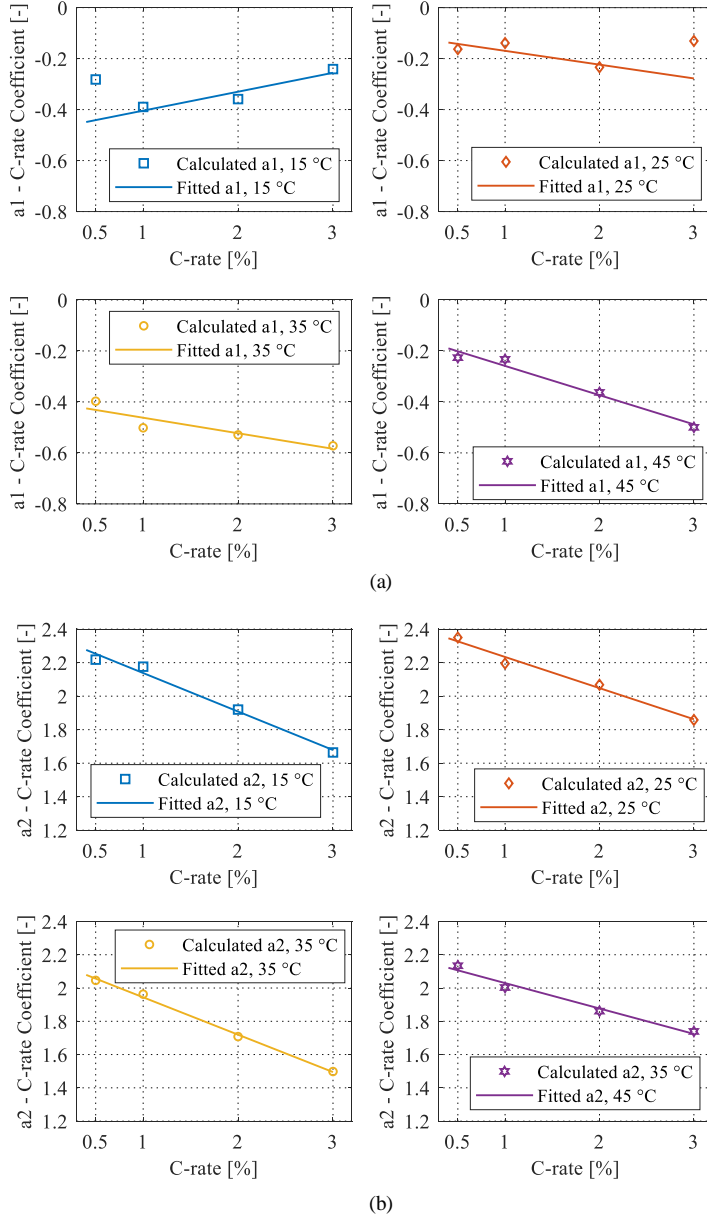 0
-0.2
-0.4
-0.6
-0.8
a1 - C-rate Coefficient [-]
Calculated a1, 15 °C
Fitted a1, 15 °C
0.5 1 2 3
C-rate [%]
0
-0.2
-0.4
-0.6
-0.8
a1 - C-rate Coefficient [-]
Calculated a1, 25 °C
Fitted a1, 25 °C
0.5 1 2 3
C-rate [%]
0
-0.2
-0.4
-0.6
-0.8
a1 - C-rate Coefficient [-]
Calculated a1, 35 °C
Fitted a1, 35 °C
0.5 1 2 3
C-rate [%]
0
-0.2
-0.4
-0.6
-0.8
a1 - C-rate Coefficient [-]
Calculated a1, 45 °C
Fitted a1, 45 °C
0.5 1 2 3
C-rate [%]
(a)
2.4
2.2
2
1.8
1.6
1.4
1.2
a2 - C-rate Coefficient [-]
Calculated a2, 15 °C
Fitted a2, 15 °C
0.5 1 2 3
C-rate [%]
2.4
2.2
2
1.8
1.6
1.4
1.2
a2 - C-rate Coefficient [-]
Calculated a2, 25 °C
Fitted a2, 25 °C
0.5 1 2 3
C-rate [%]
2.4
2.2
2
1.8
1.6
1.4
1.2
a2 - C-rate Coefficient [-]
Calculated a2, 35 °C
Fitted a2, 35 °C
0.5 1 2 3
C-rate [%]
2.4
2.2
2
1.8
1.6
1.4
1.2
a2 - C-rate Coefficient [-]
Calculated a2, 35 °C
Fitted a2, 45 °C
0.5 1 2 3
C-rate [%]
(b)